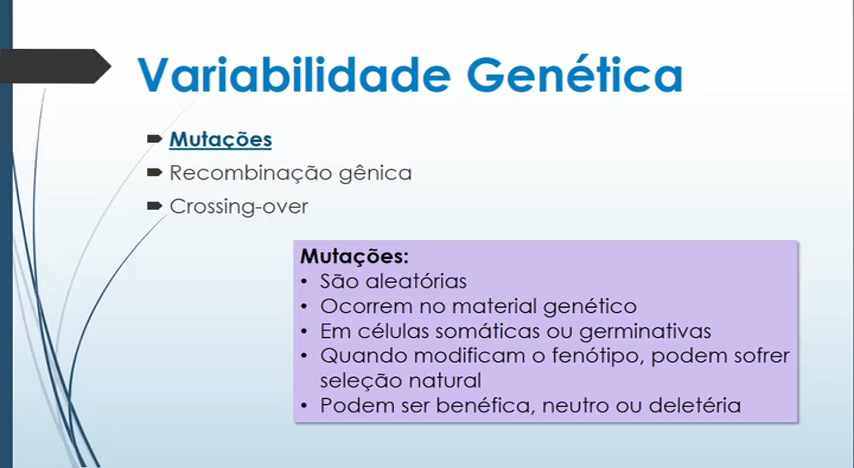 Variabilidade Genética
Mutações
Recombinação gênica
Crossing-over
Mutações:
• São aleatórias
• Ocorrem no material genético
• Em células somáticas ou germinativas
• Quando modificam o fenótipo, podem sofrer
seleção natural
• Podem ser benéfica, neutro ou deletéria